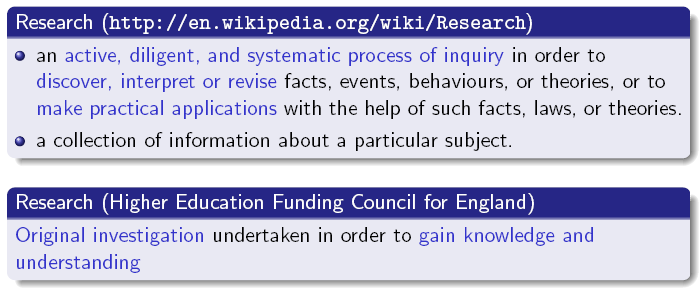 Research (http://en.wikipedia.org/wiki/Research)
an active, diligent, and systematic process of inquiry in order to
discover, interpret or revise facts, events, behaviours, or theories, or to
make practical applications with the help of such facts, laws, or theories.
a collection of information about a particular subject.
Research (Higher Education Funding Council for England)
Original investigation undertaken in order to gain knowledge and
understanding